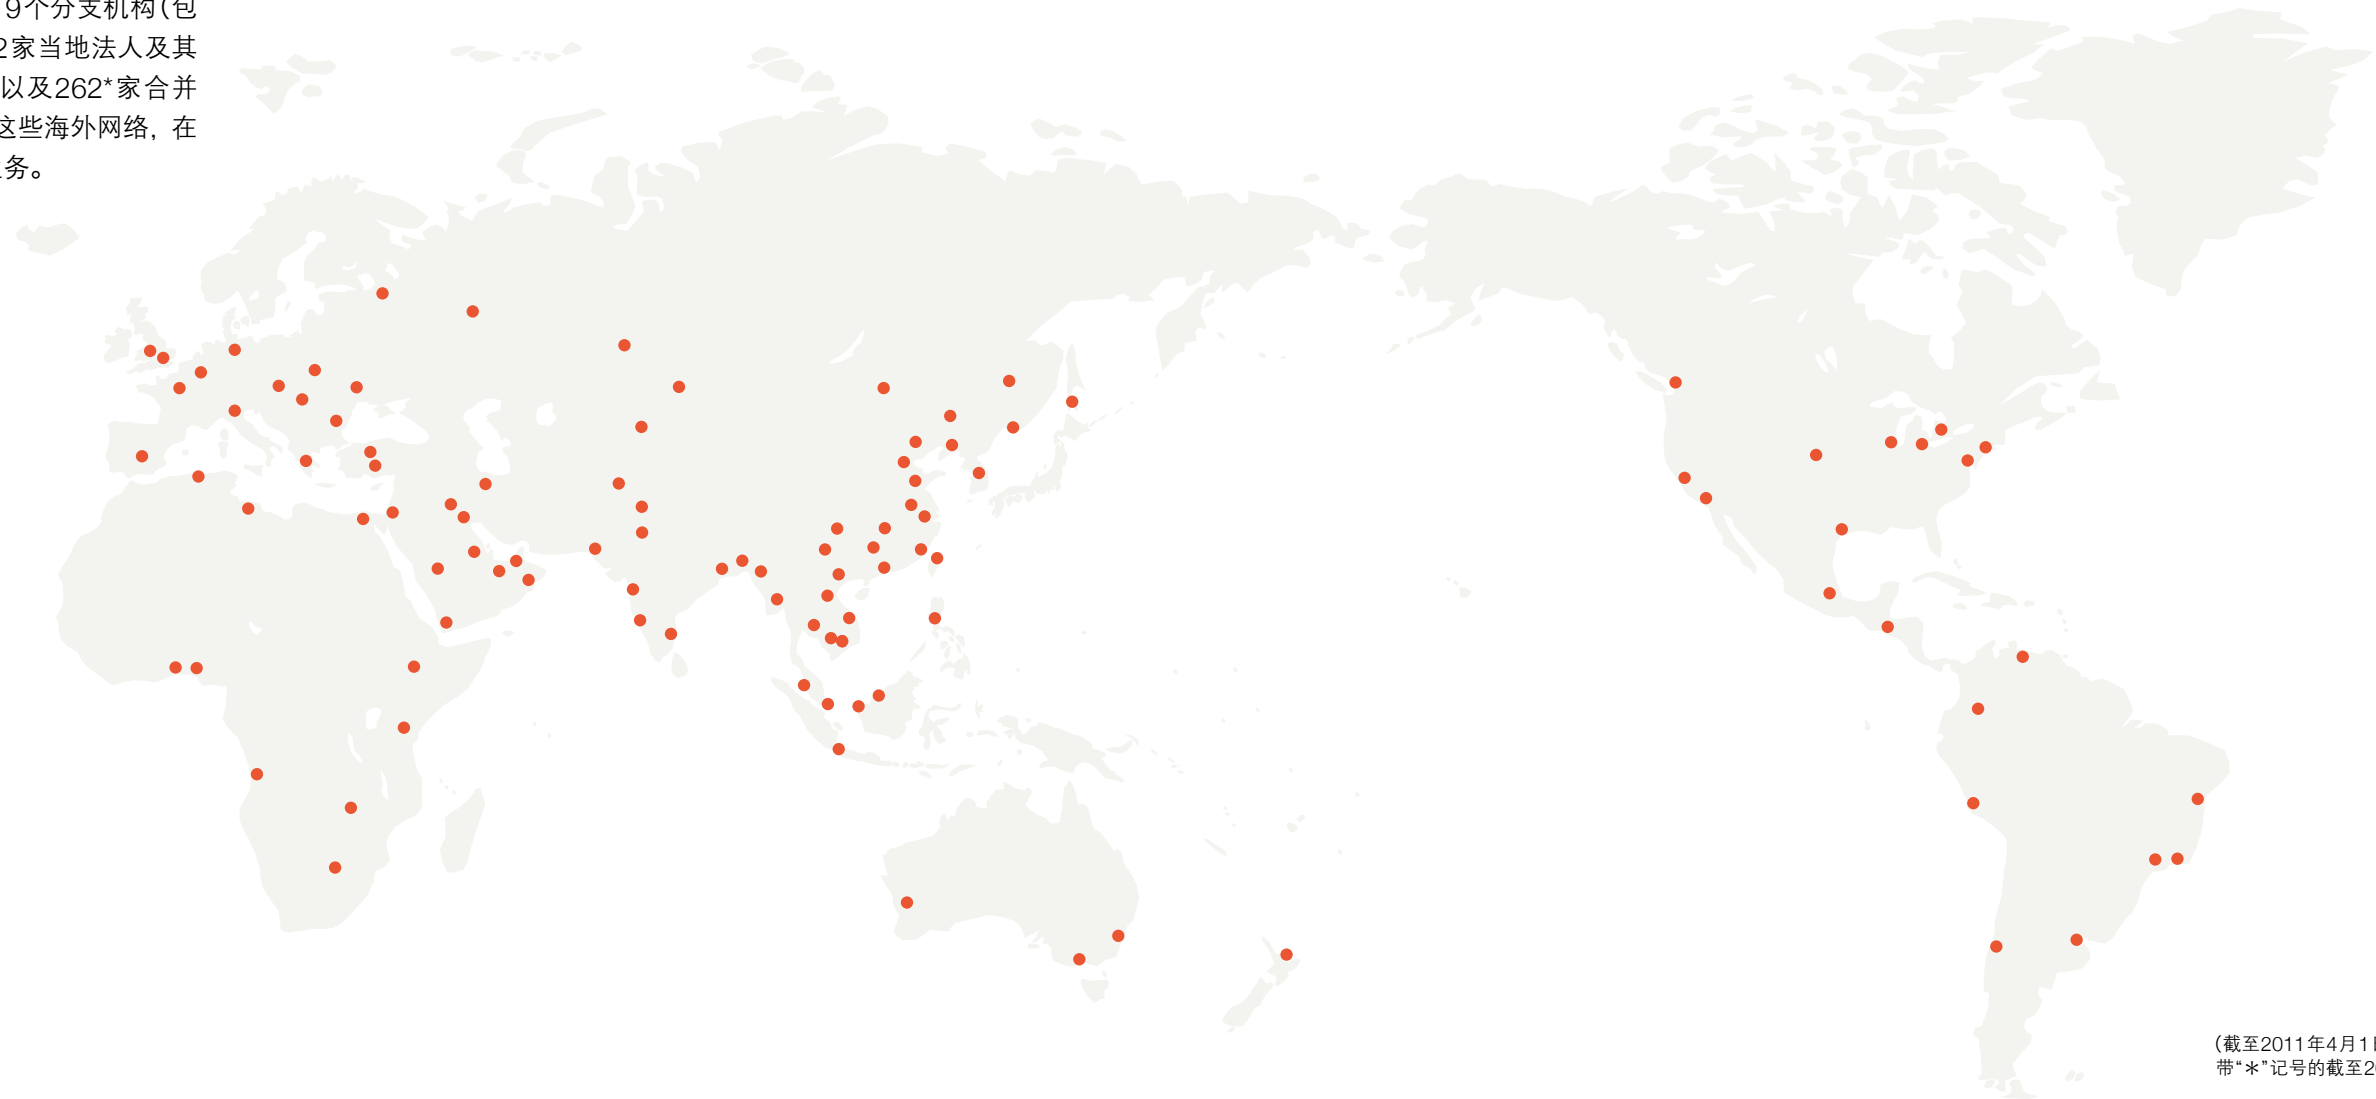 9个分支机构(包
2家当地法人及其
以及262*家合并
这些海外网络, 在
务。
(截至2011年4月1日
带“＊”记号的截至20